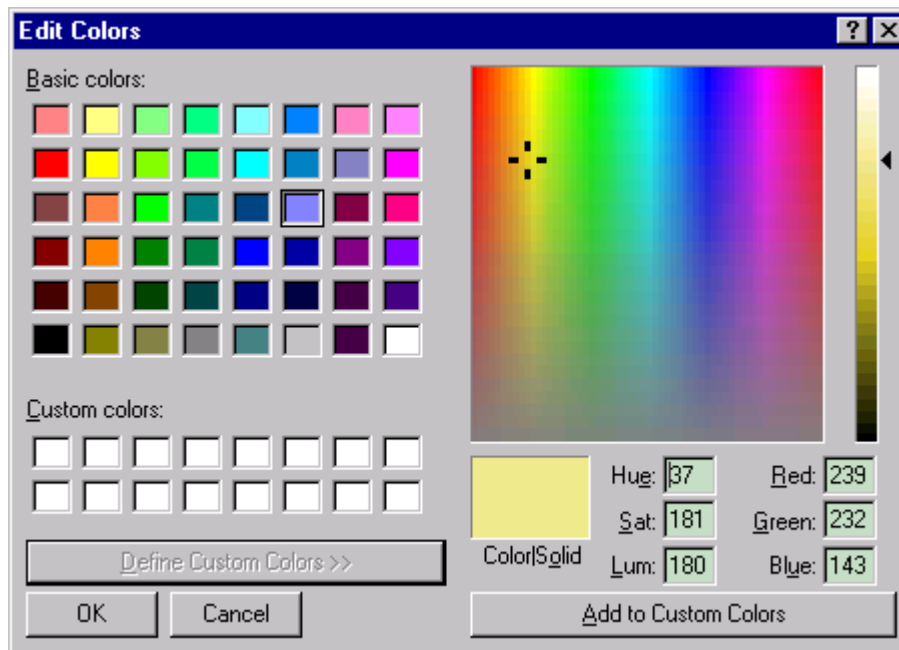 Edit Colors
Basic colors:
Custom colors:
Define Custom Colors >>
OK Cancel
Color|Solid
Hue: 37 Red: 239
Sat: 181 Green: 232
Lum: 180 Blue: 143
Add to Custom Colors